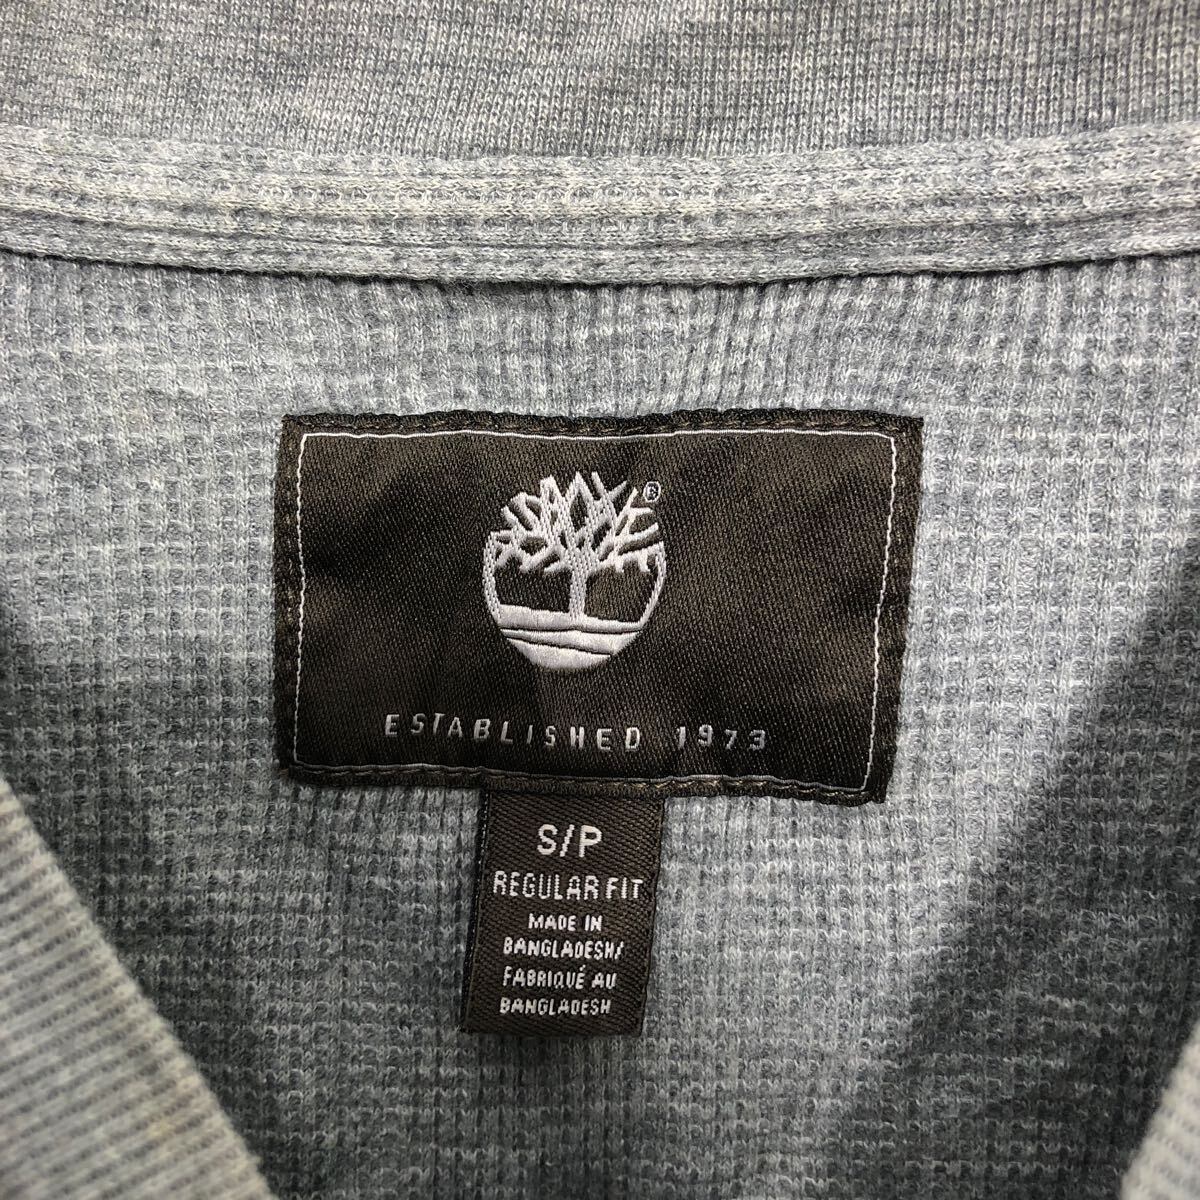 ®
ESTABLISHED 1973
S/P
REGULAR FIT
MADE IN
BANGLADESH/
FABRIQUÉ AU
BANGLADESH